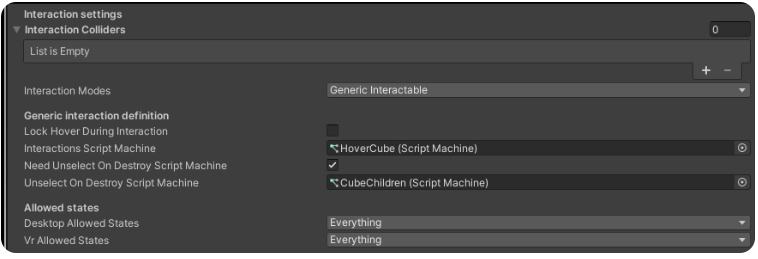 Interaction settings
Interaction Colliders 0
List is Empty
+ −
Interaction Modes Generic Interactable
Generic interaction definition
Lock Hover During Interaction
Interactions Script Machine HoverCube (Script Machine)
Need Unselect On Destroy Script Machine
Unselect On Destroy Script Machine CubeChildren (Script Machine)
Allowed states
Desktop Allowed States Everything
Vr Allowed States Everything